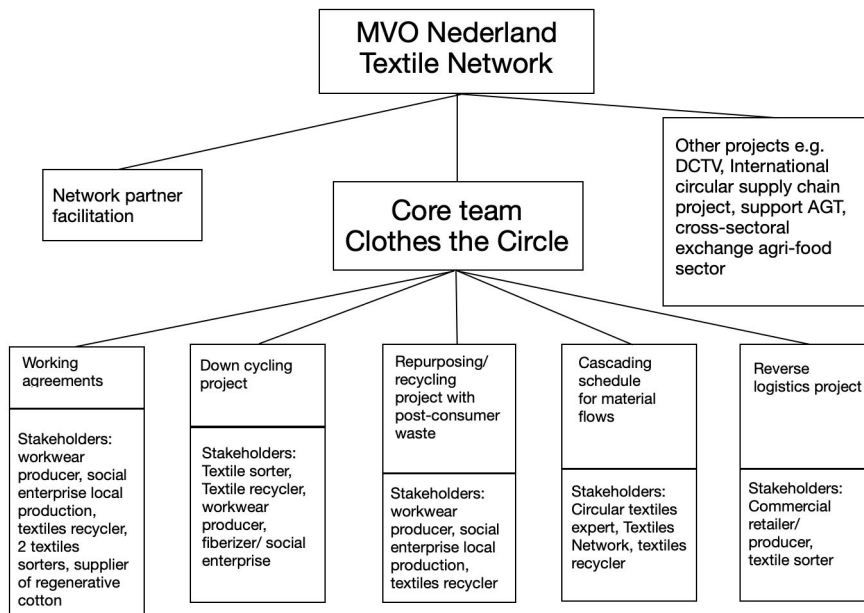 MVO Nederland
Textile Network
Network partner
facilitation
Core team
Clothes the Circle
Other projects e.g.
DCTV, International
circular supply chain
project, support AGT,
cross-sectoral
exchange agri-food
sector
Working
agreements
Stakeholders:
workwear
producer, social
enterprise local
production,
textiles recycler,
2 textiles
sorters, supplier
of regenerative
cotton
Down cycling
project
Stakeholders:
Textile sorter,
Textile recycler,
workwear
producer,
fiberizer/ social
enterprise
Repurposing/
recycling
project with
post-consumer
waste
Stakeholders:
workwear
producer, social
enterprise local
production,
textiles recycler
Cascading
schedule
for material
flows
Stakeholders:
Circular textiles
expert, Textiles
Network, textiles
recycler
Reverse
logistics project
Stakeholders:
Commercial
retailer/
producer,
textile sorter